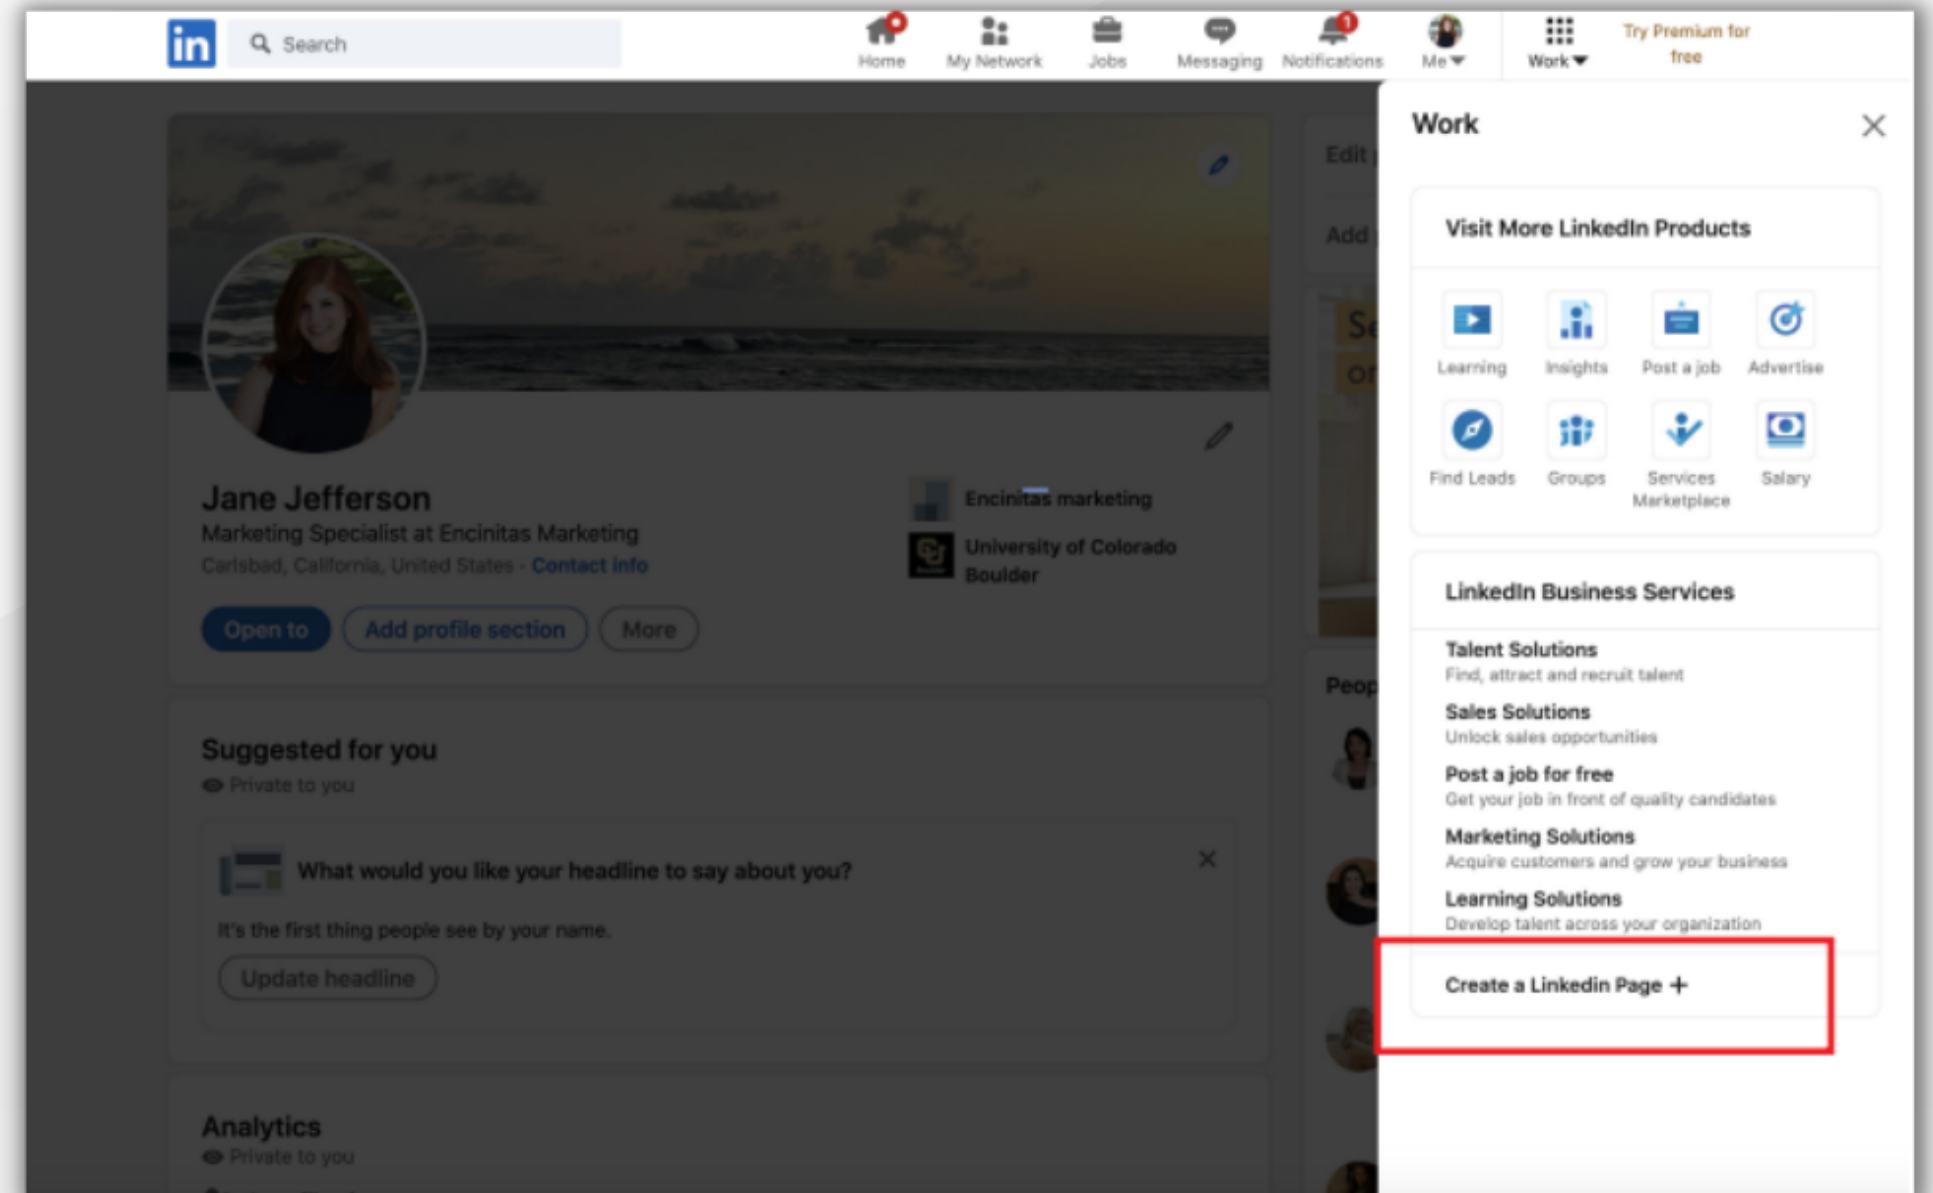 in
Search
Home
My Network
Jobs
Messaging
1
Notifications
Me
Work
Try Premium for
free
Edit
Add
Se
or
Jane Jefferson
Marketing Specialist at Encinitas Marketing
Carlsbad, California, United States - Contact info
Encinitas marketing
CU
University of Colorado
Boulder
Open to
Add profile section
More
Suggested for you
Private to you
What would you like your headline to say about you?
It's the first thing people see by your name.
Update headline
Analytics
Private to you
Peop
Work
Visit More LinkedIn Products
Learning
Insights
Post a job
Advertise
Find Leads
Groups
Services
Marketplace
Salary
LinkedIn Business Services
Talent Solutions
Find, attract and recruit talent
Sales Solutions
Unlock sales opportunities
Post a job for free
Get your job in front of quality candidates
Marketing Solutions
Acquire customers and grow your business
Learning Solutions
Develop talent across your organization
Create a Linkedin Page +